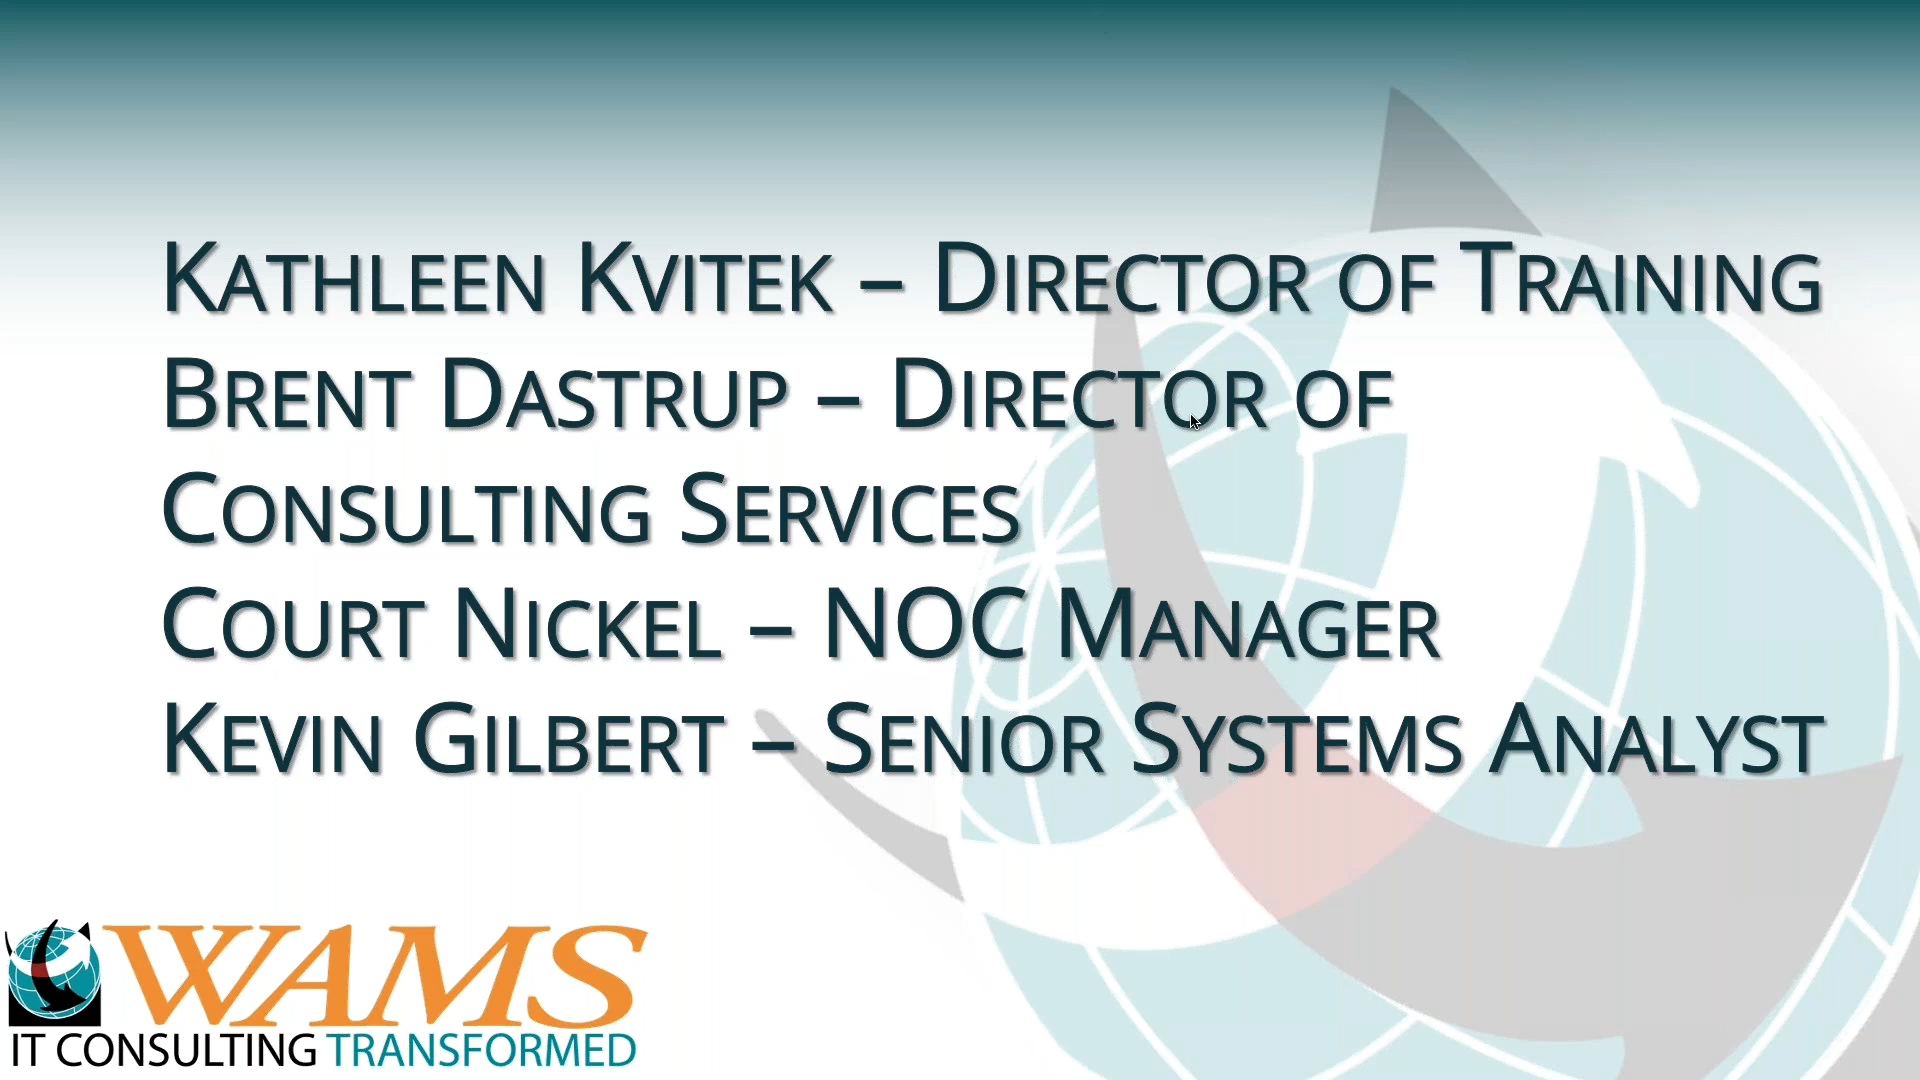 Kathleen Kvitek – Director of Training
Brent Dastrup – Director of
Consulting Services
Court Nickel – NOC Manager
Kevin Gilbert – Senior Systems Analyst
WAMS
IT CONSULTING TRANSFORMED